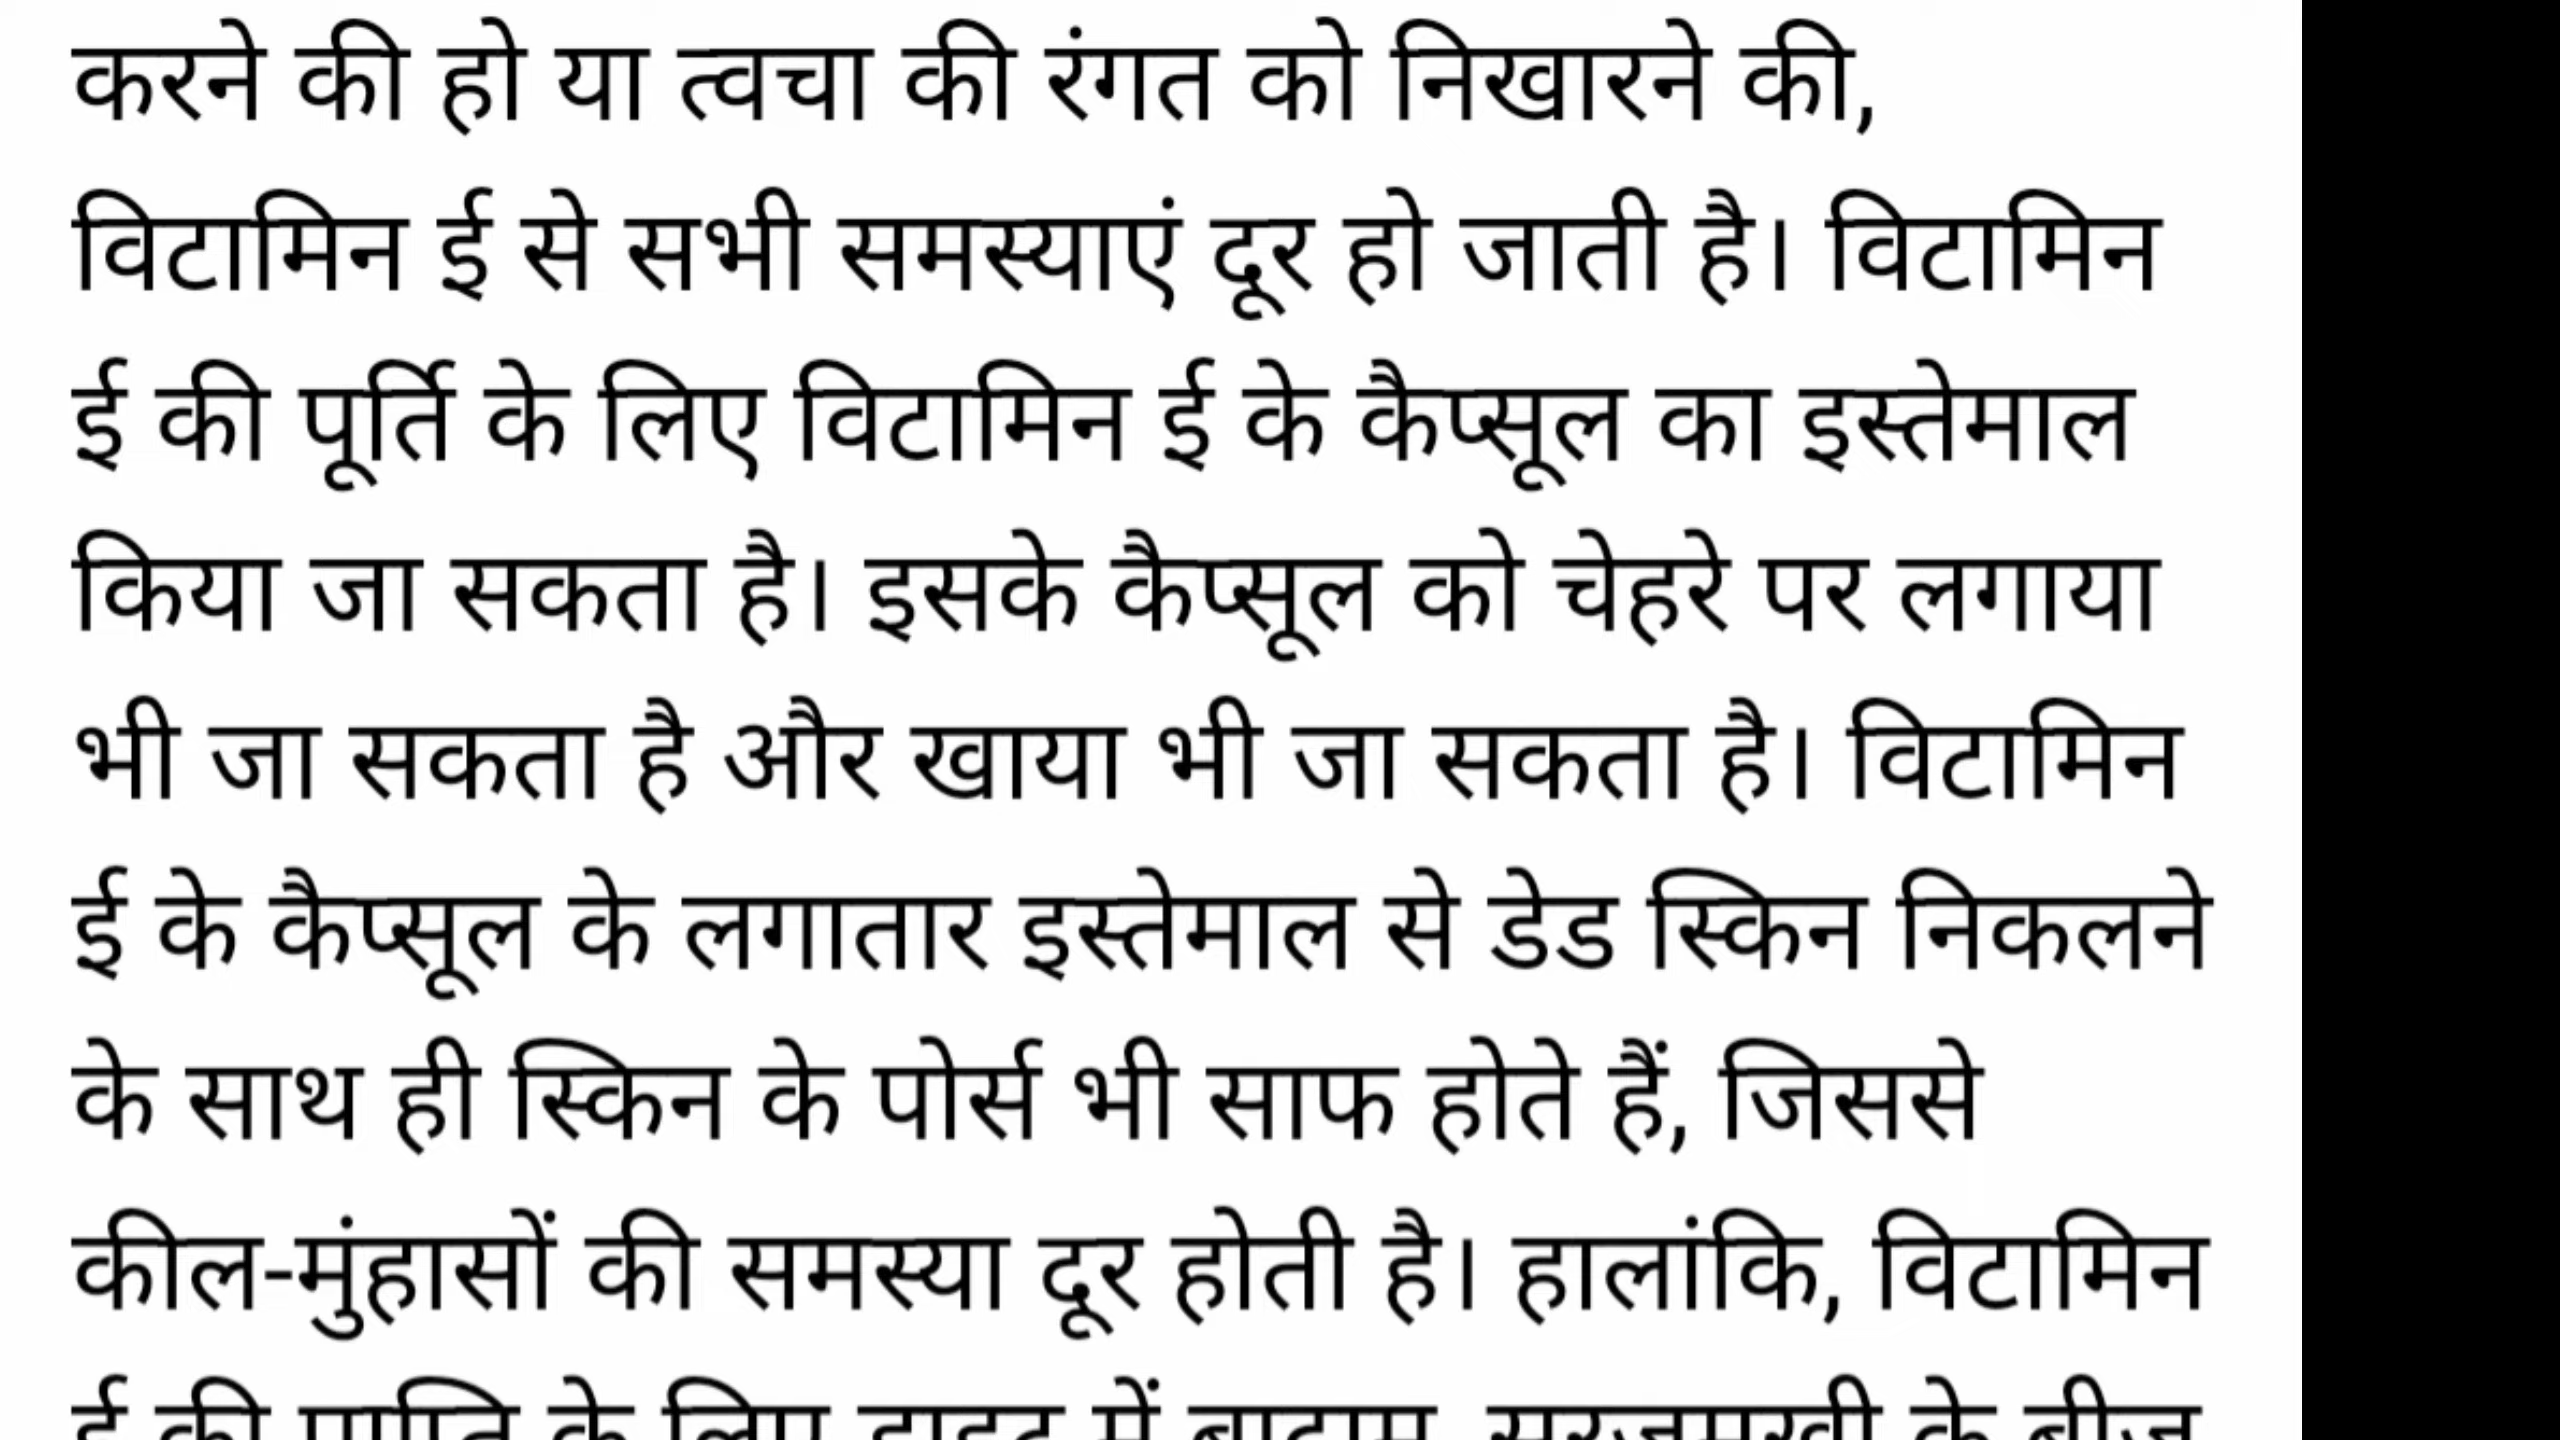 करने की हो या त्वचा की रंगत को निखारने की,
विटामिन ई से सभी समस्याएं दूर हो जाती है। विटामिन
ई की पूर्ति के लिए विटामिन ई के कैप्सूल का इस्तेमाल
किया जा सकता है। इसके कैप्सूल को चेहरे पर लगाया
भी जा सकता है और खाया भी जा सकता है। विटामिन
ई के कैप्सूल के लगातार इस्तेमाल से डेड स्किन निकलने
के साथ ही स्किन के पोर्स भी साफ होते हैं, जिससे
कील-मुंहासों की समस्या दूर होती है। हालांकि, विटामिन